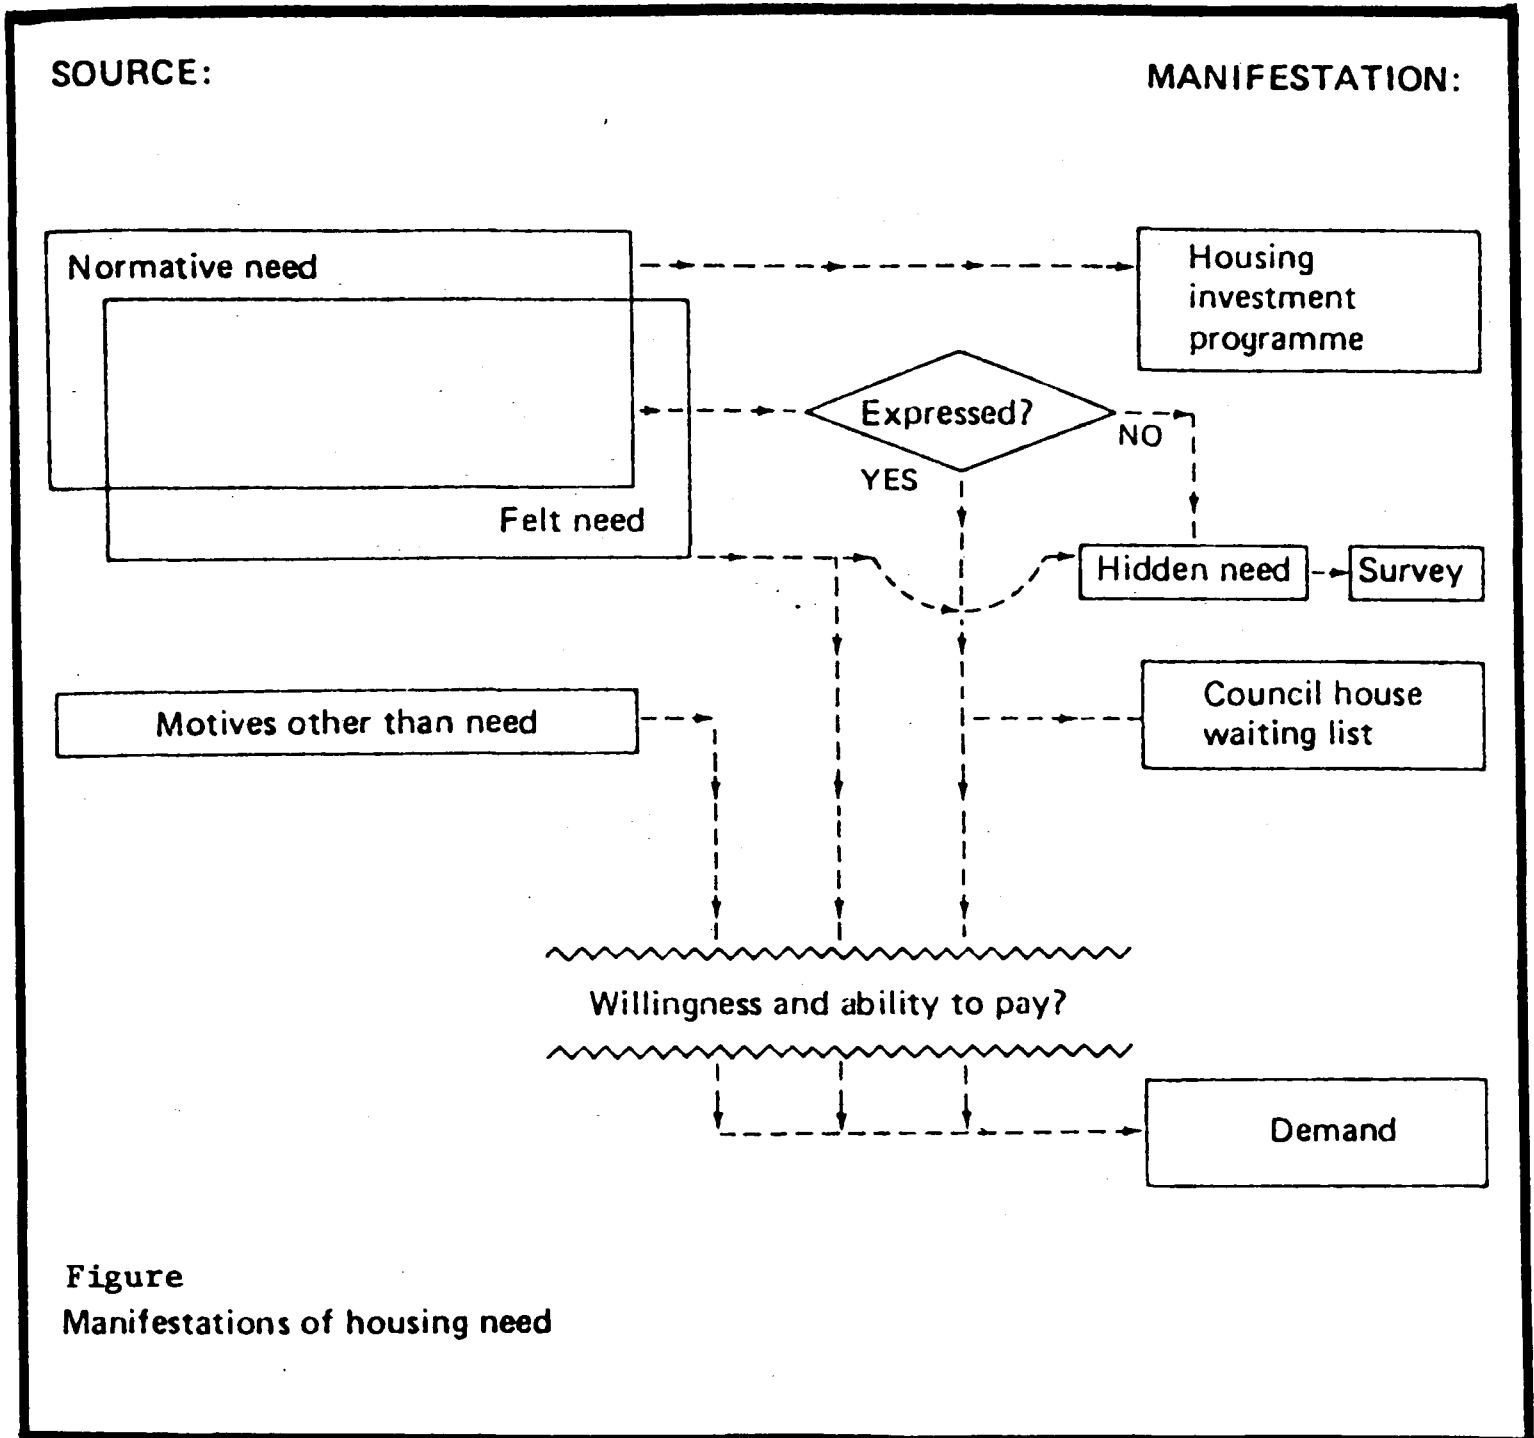 SOURCE:
MANIFESTATION:
Normative need
Housing
investment
programme
Expressed?
NO
YES
Felt need
Hidden need
Survey
Motives other than need
Council house
waiting list
Willingness and ability to pay?
Demand
Figure
Manifestations of housing need